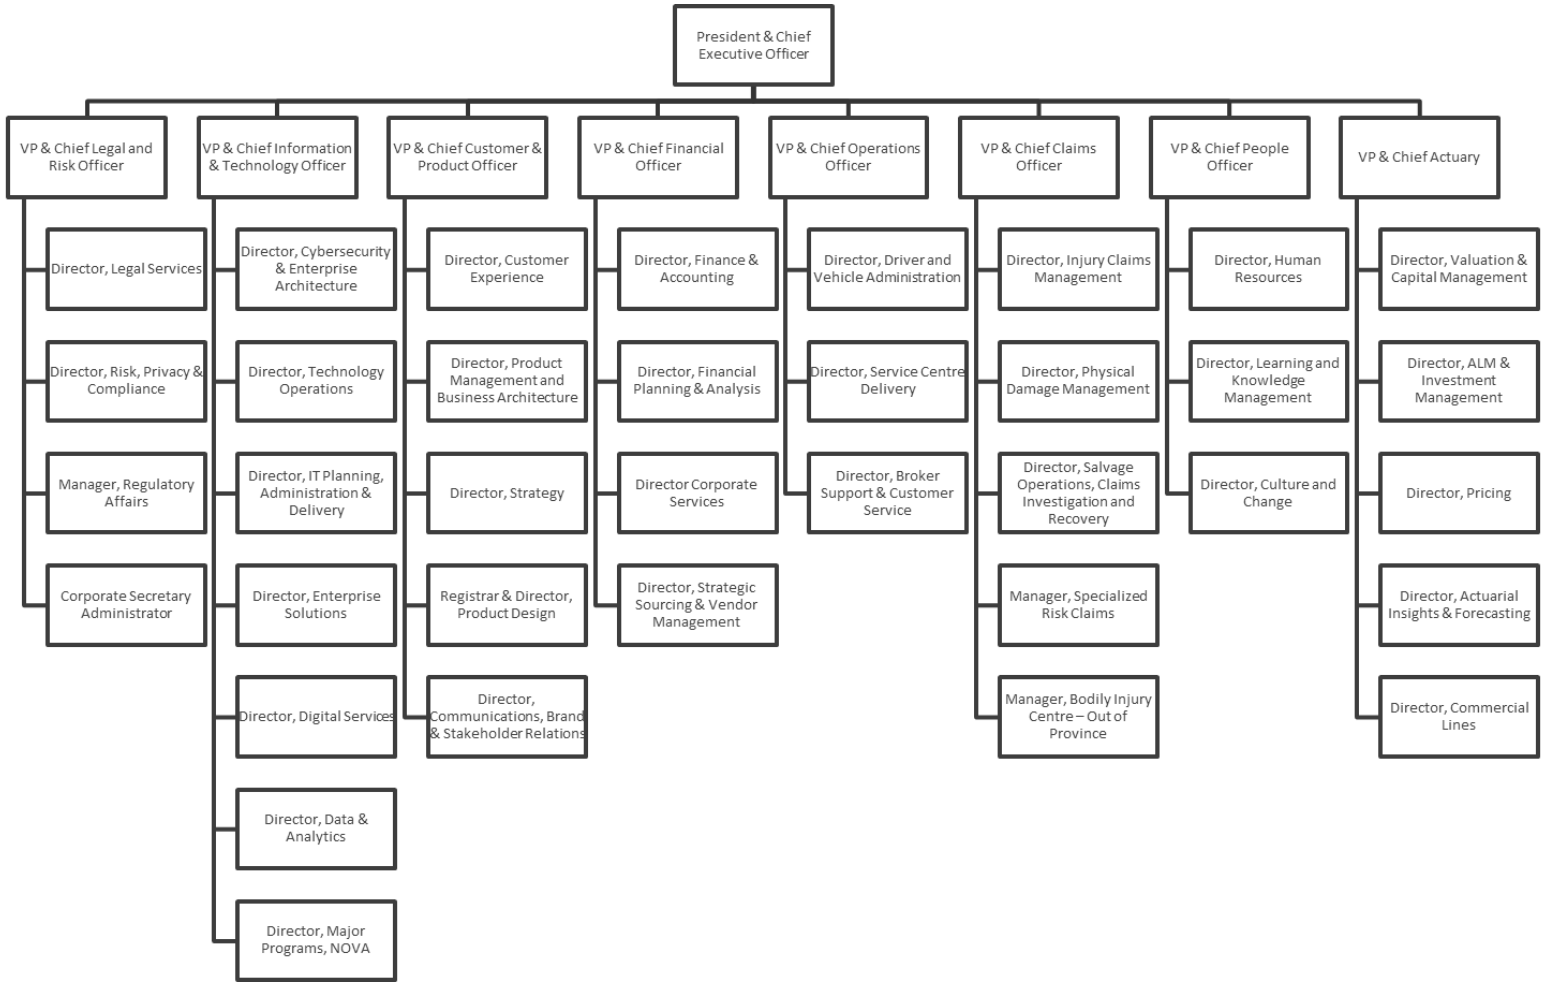 President & Chief
Executive Officer
VP & Chief Legal and
Risk Officer
VP & Chief Information
& Technology Officer
VP & Chief Customer &
Product Officer
VP & Chief Financial
Officer
VP & Chief Operations
Officer
VP & Chief Claims
Officer
VP & Chief People
Officer
VP & Chief Actuary
Director, Legal Services
Director, Risk, Privacy &
Compliance
Manager, Regulatory
Affairs
Corporate Secretary
Administrator
Director, Cybersecurity
& Enterprise
Architecture
Director, Technology
Operations
Director, IT Planning,
Administration &
Delivery
Director, Enterprise
Solutions
Director, Digital Services
Director, Data &
Analytics
Director, Major
Programs, NOVA
Director, Customer
Experience
Director, Product
Management and
Business Architecture
Director, Strategy
Registrar & Director,
Product Design
Director,
Communications, Brand
& Stakeholder Relations
Director, Finance &
Accounting
Director, Financial
Planning & Analysis
Director Corporate
Services
Director, Strategic
Sourcing & Vendor
Management
Director, Driver and
Vehicle Administration
Director, Service Centre
Delivery
Director, Broker
Support & Customer
Service
Director, Injury Claims
Management
Director, Physical
Damage Management
Director, Salvage
Operations, Claims
Investigation and
Recovery
Manager, Specialized
Risk Claims
Manager, Bodily Injury
Centre – Out of
Province
Director, Human
Resources
Director, Learning and
Knowledge
Management
Director, Culture and
Change
Director, Valuation &
Capital Management
Director, ALM &
Investment
Management
Director, Pricing
Director, Actuarial
Insights & Forecasting
Director, Commercial
Lines